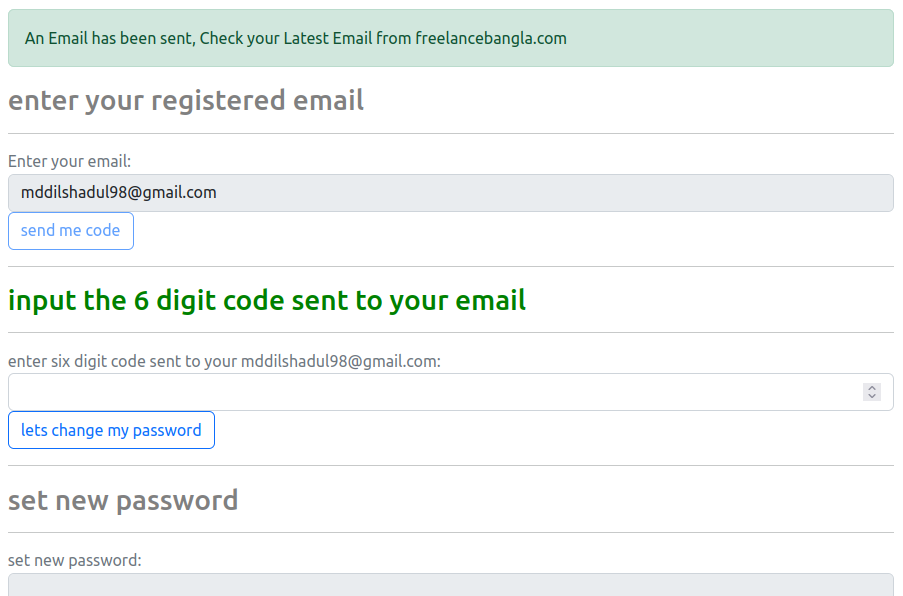 An Email has been sent, Check your Latest Email from freelancebangla.com
enter your registered email
Enter your email:
mddilshadul98@gmail.com
send me code
input the 6 digit code sent to your email
enter six digit code sent to your mddilshadul98@gmail.com:
lets change my password
set new password
set new password: